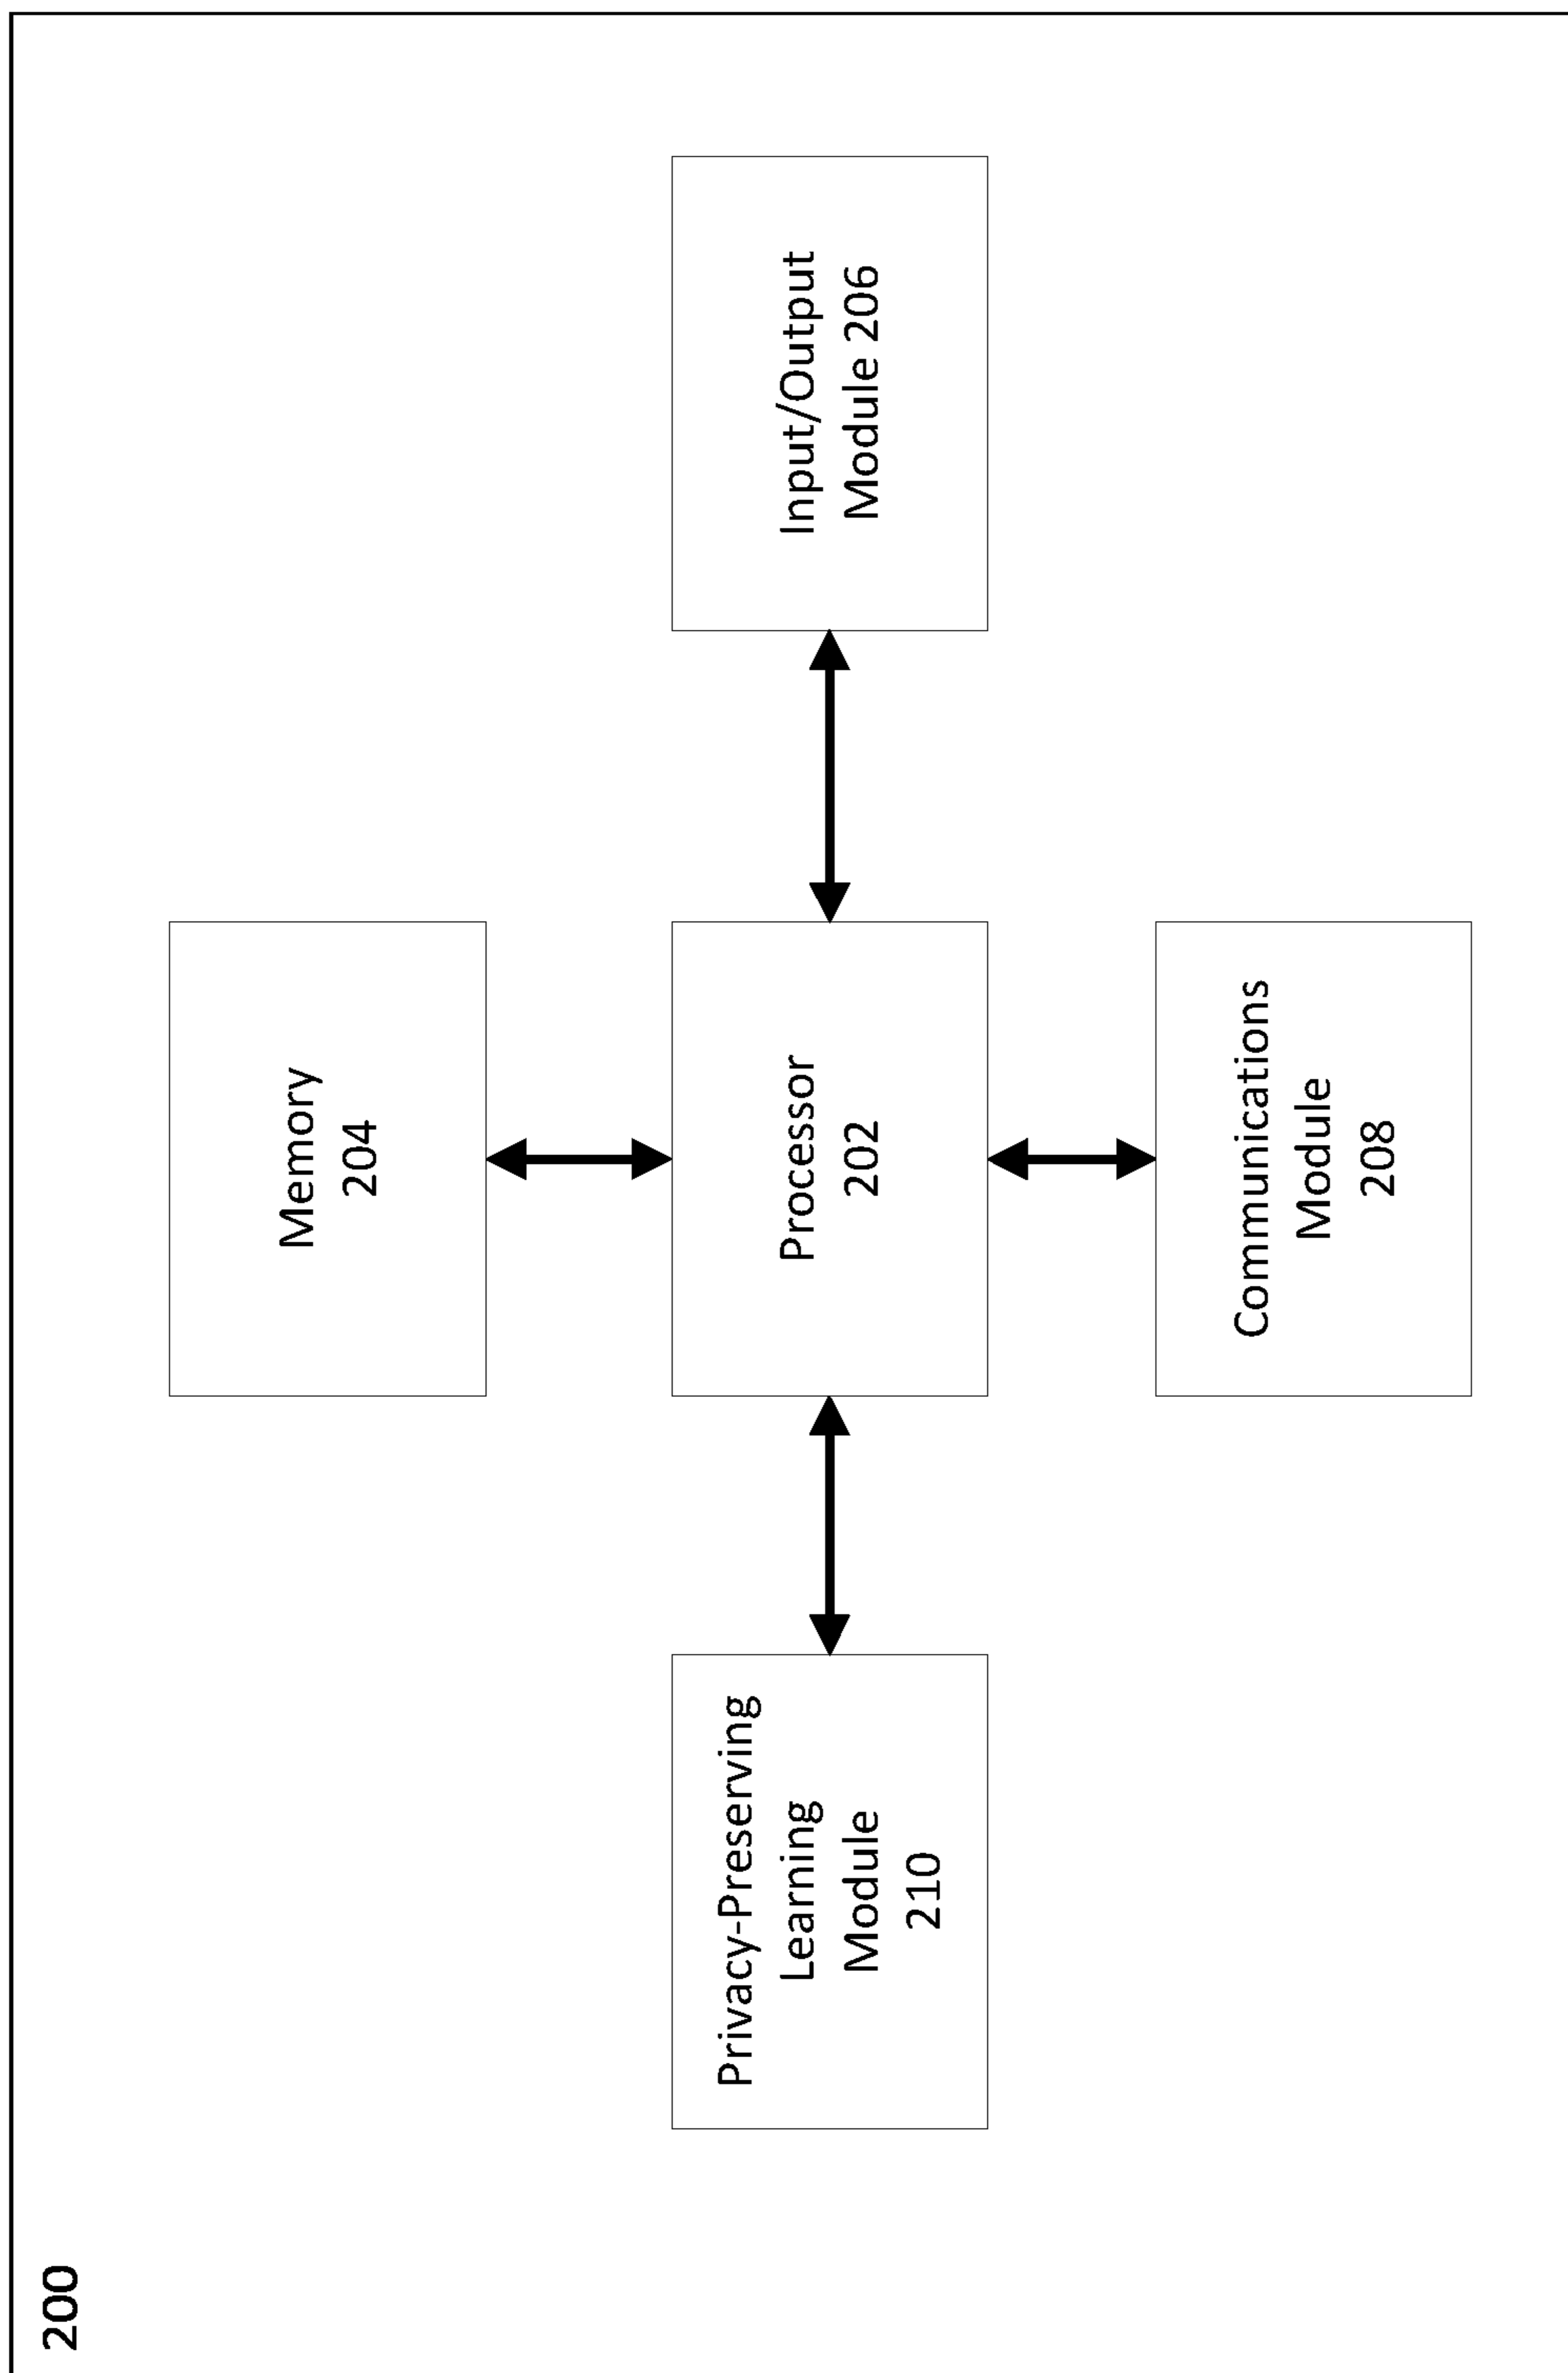 200
Memory
204
Privacy-Preserving
Learning
Module
210
Processor
202
Input/Output
Module 206
Communications
Module
208